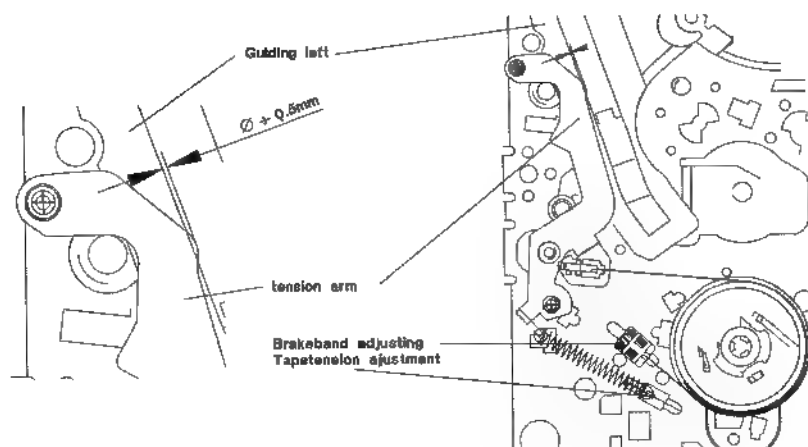 Guiding left
Ø + 0.5mm
tension arm
Brakeband adjusting
Tapetension ajustment